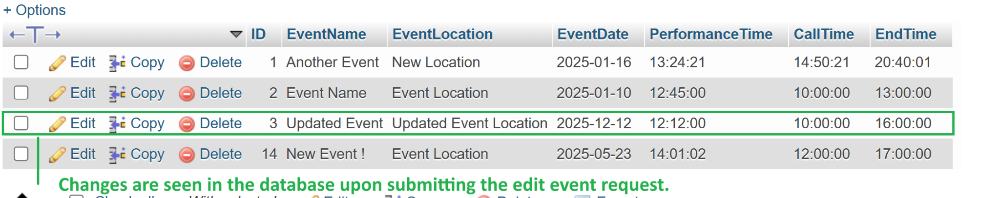 + Options
←T→ ID EventName EventLocation EventDate PerformanceTime CallTime EndTime
Edit Copy Delete 1 Another Event New Location 2025-01-16 13:24:21 14:50:21 20:40:01
Edit Copy Delete 2 Event Name Event Location 2025-01-10 12:45:00 10:00:00 13:00:00
Edit Copy Delete 3 Updated Event Updated Event Location 2025-12-12 12:12:00 10:00:00 16:00:00
Edit Copy Delete 14 New Event ! Event Location 2025-05-23 14:01:02 12:00:00 17:00:00
Changes are seen in the database upon submitting the edit event request.